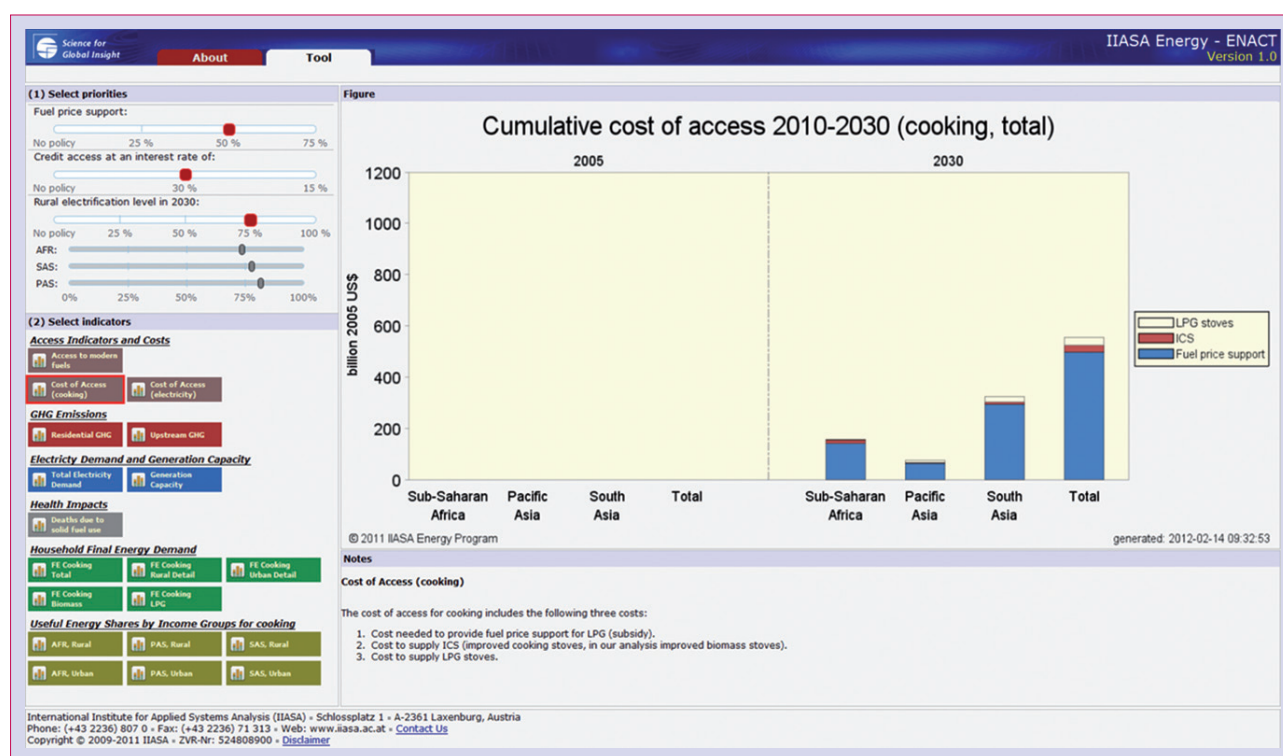 Science for
Global Insight
About
Tool
IIASA Energy - ENACT
Version 1.0
(1) Select priorities
Fuel price support:
No policy 25 % 50 % 75 %
Credit access at an interest rate of:
No policy 30 % 15 %
Rural electrification level in 2030:
No policy 25 % 50 % 75 % 100 %
AFR:
SAS:
PAS:
0% 25% 50% 75% 100%
(2) Select indicators
Access Indicators and Costs
Access to modern
fuels
Cost of Access
(cooking)
Cost of Access
(electricity)
GHG Emissions
Residential GHG
Upstream GHG
Electricty Demand and Generation Capacity
Total Electricity
Demand
Generation
Capacity
Health Impacts
Deaths due to
solid fuel use
Household Final Energy Demand
FE Cooking
Total
FE Cooking
Rural Detail
FE Cooking
Urban Detail
FE Cooking
Biomass
FE Cooking
LPG
Useful Energy Shares by Income Groups for cooking
AFR, Rural
PAS, Rural
SAS, Rural
AFR, Urban
PAS, Urban
SAS, Urban
Figure
Cumulative cost of access 2010-2030 (cooking, total)
2005
2030
billion 2005 US$
1200
1000
800
600
400
200
0
Sub-Saharan
Africa
Pacific
Asia
South
Asia
Total
Sub-Saharan
Africa
Pacific
Asia
South
Asia
Total
LPG stoves
ICS
Fuel price support
© 2011 IIASA Energy Program
generated: 2012-02-14 09:32:53
Notes
Cost of Access (cooking)
The cost of access for cooking includes the following three costs:
1. Cost needed to provide fuel price support for LPG (subsidy).
2. Cost to supply ICS (improved cooking stoves, in our analysis improved biomass stoves).
3. Cost to supply LPG stoves.
International Institute for Applied Systems Analysis (IIASA) • Schlossplatz 1 • A-2361 Laxenburg, Austria
Phone: (+43 2236) 807 0 • Fax: (+43 2236) 71 313 • Web: www.iiasa.ac.at • Contact Us
Copyright © 2009-2011 IIASA • ZVR-Nr: 524808900 • Disclaimer